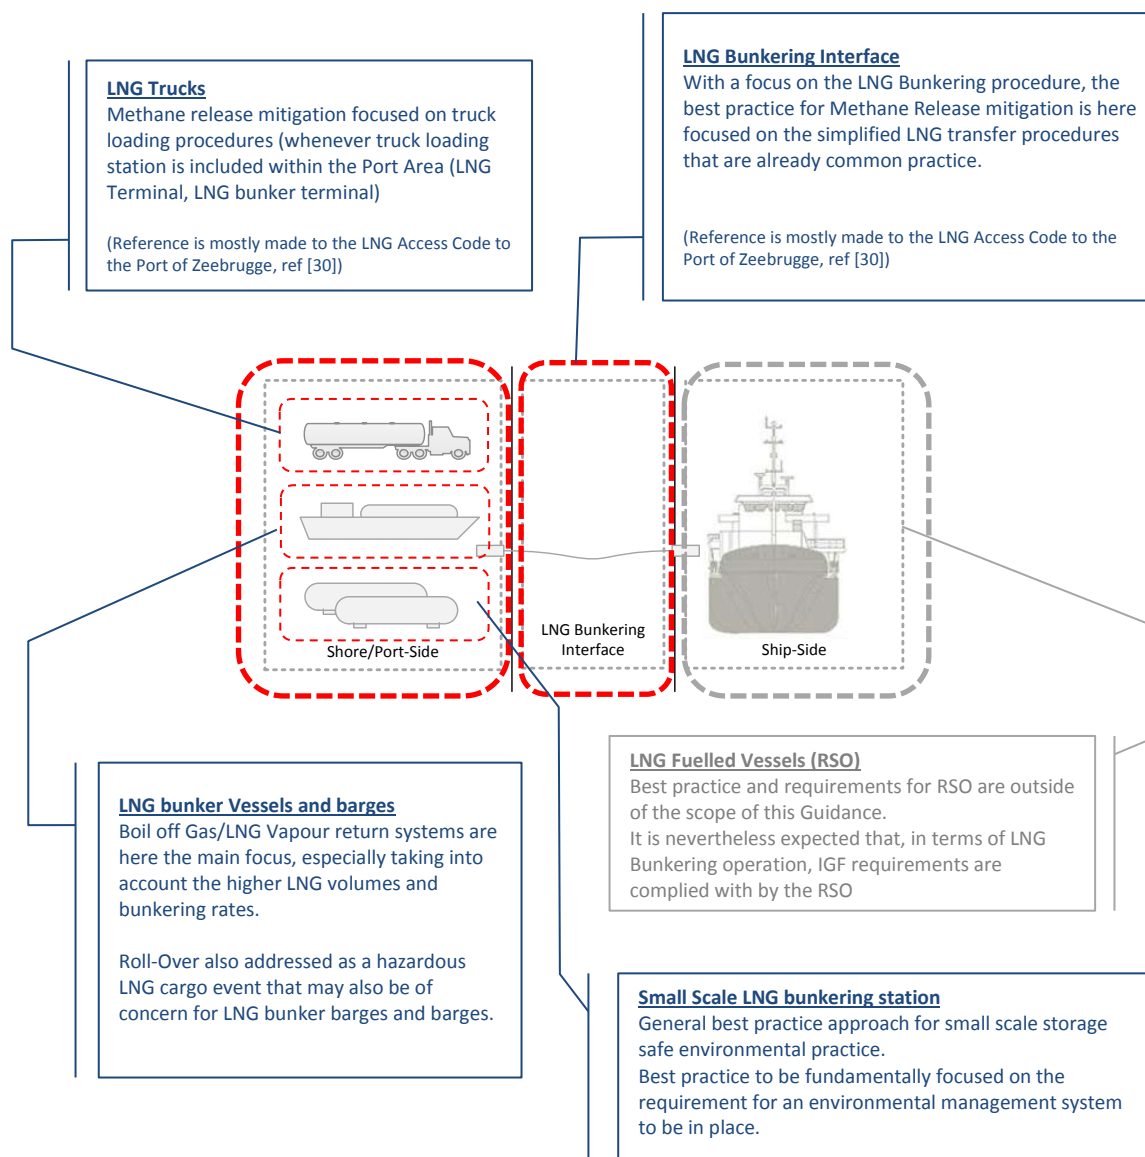 LNG Trucks
Methane release mitigation focused on truck
loading procedures (whenever truck loading
station is included within the Port Area (LNG
Terminal, LNG bunker terminal)
(Reference is mostly made to the LNG Access Code to
the Port of Zeebrugge, ref [30])
LNG Bunkering Interface
With a focus on the LNG Bunkering procedure, the
best practice for Methane Release mitigation is here
focused on the simplified LNG transfer procedures
that are already common practice.
(Reference is mostly made to the LNG Access Code to the
Port of Zeebrugge, ref [30])
Shore/Port-Side
LNG Bunkering
Interface
Ship-Side
LNG bunker Vessels and barges
Boil off Gas/LNG Vapour return systems are
here the main focus, especially taking into
account the higher LNG volumes and
bunkering rates.
Roll-Over also addressed as a hazardous
LNG cargo event that may also be of
concern for LNG bunker barges and barges.
LNG Fuelled Vessels (RSO)
Best practice and requirements for RSO are outside
of the scope of this Guidance.
It is nevertheless expected that, in terms of LNG
Bunkering operation, IGF requirements are
complied with by the RSO
Small Scale LNG bunkering station
General best practice approach for small scale storage
safe environmental practice.
Best practice to be fundamentally focused on the
requirement for an environmental management system
to be in place.